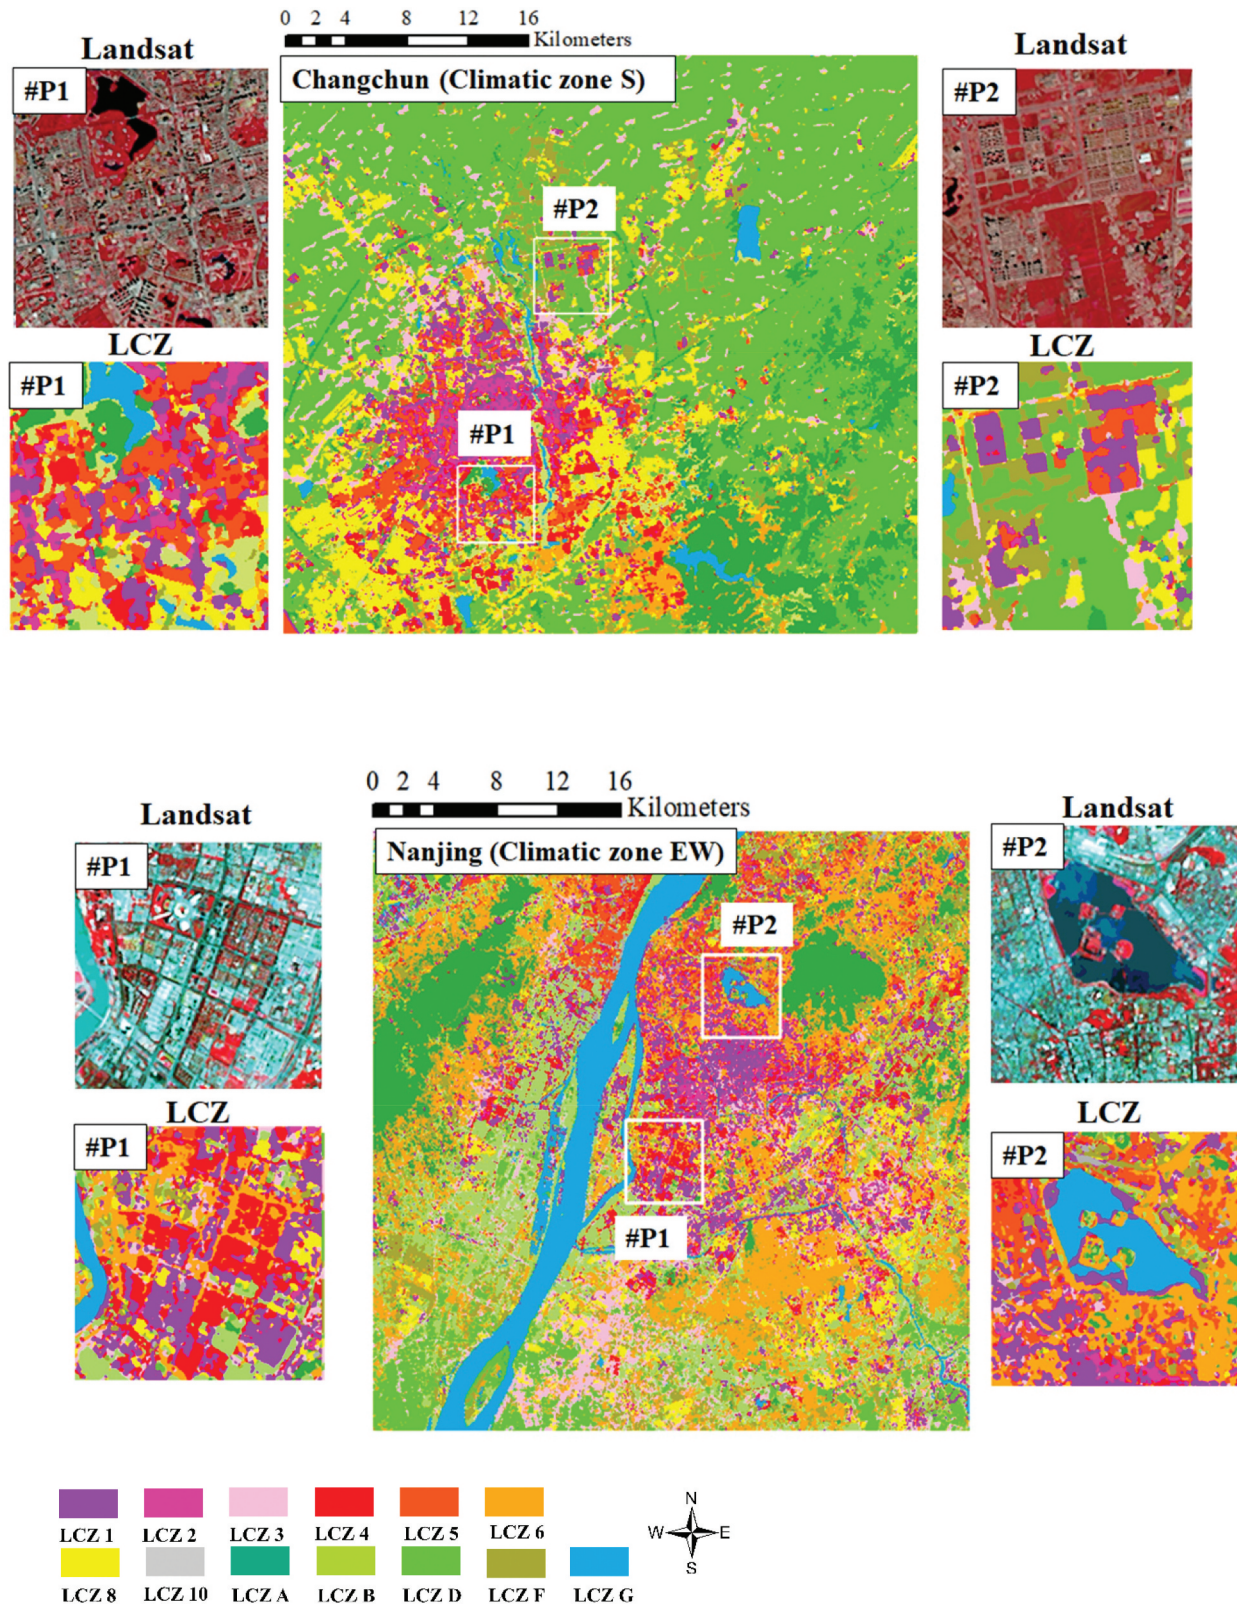 0 2 4 8 12 16
Kilometers
Landsat
#P1
Changchun (Climatic zone S)
Landsat
#P2
#P2
#P1
LCZ
#P1
LCZ
#P2
0 2 4 8 12 16
Kilometers
Landsat
#P1
Nanjing (Climatic zone EW)
Landsat
#P2
#P2
#P1
LCZ
#P1
LCZ
#P2
LCZ 1 LCZ 2 LCZ 3 LCZ 4 LCZ 5 LCZ 6
LCZ 8 LCZ 10 LCZ A LCZ B LCZ D LCZ F LCZ G
N
W E
S